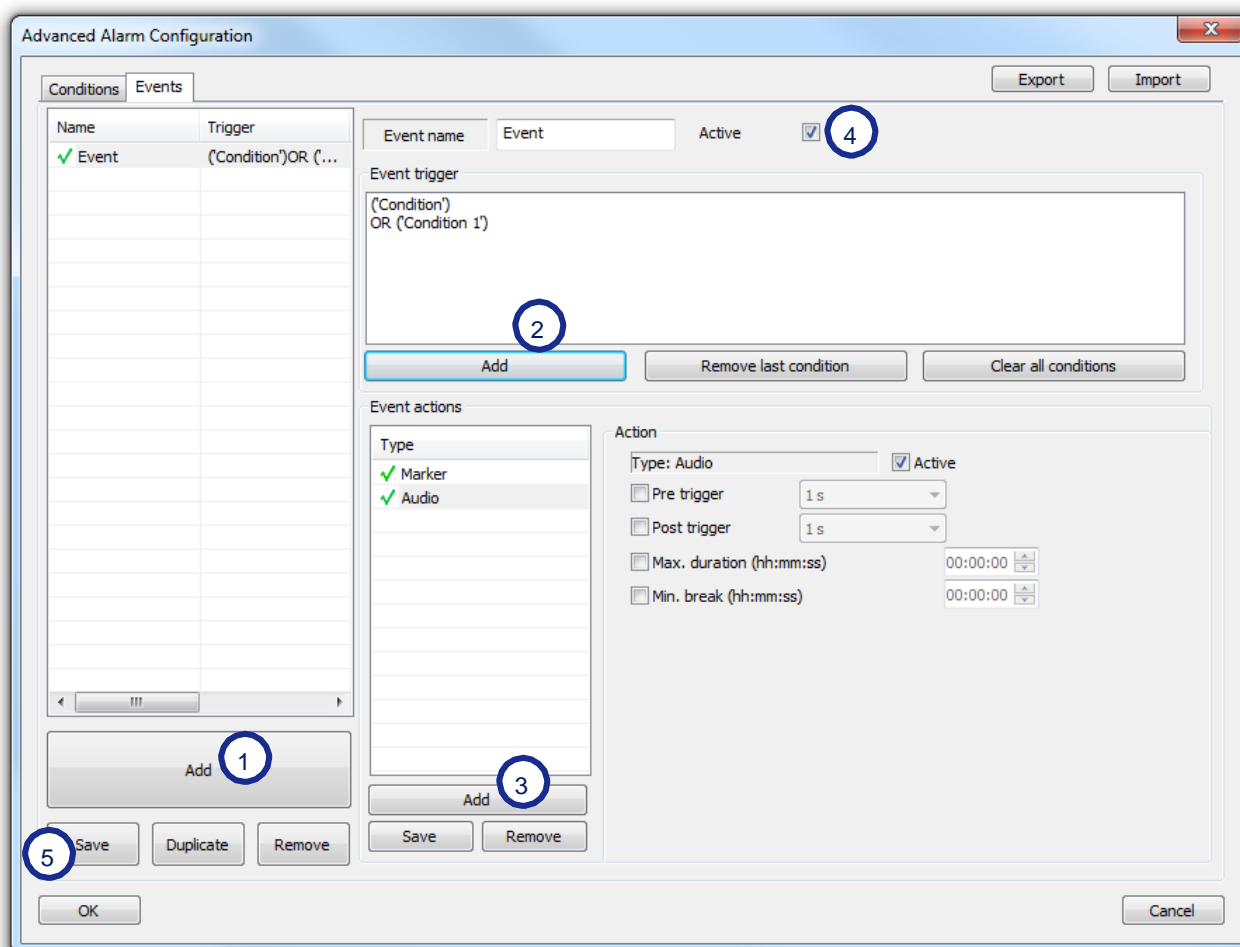 Advanced Alarm Configuration
x
Conditions Events Export Import
Name Trigger
Event ('Condition')OR ('...
Event name Event Active 4
Event trigger
('Condition')
OR ('Condition 1')
2
Add Remove last condition Clear all conditions
Event actions
Type
Marker
Audio
Action
Type: Audio Active
Pre trigger 1 s
Post trigger 1 s
Max. duration (hh:mm:ss) 00:00:00
Min. break (hh:mm:ss) 00:00:00
Add 1
3
Add
Save Remove
5 Save Duplicate Remove
OK Cancel